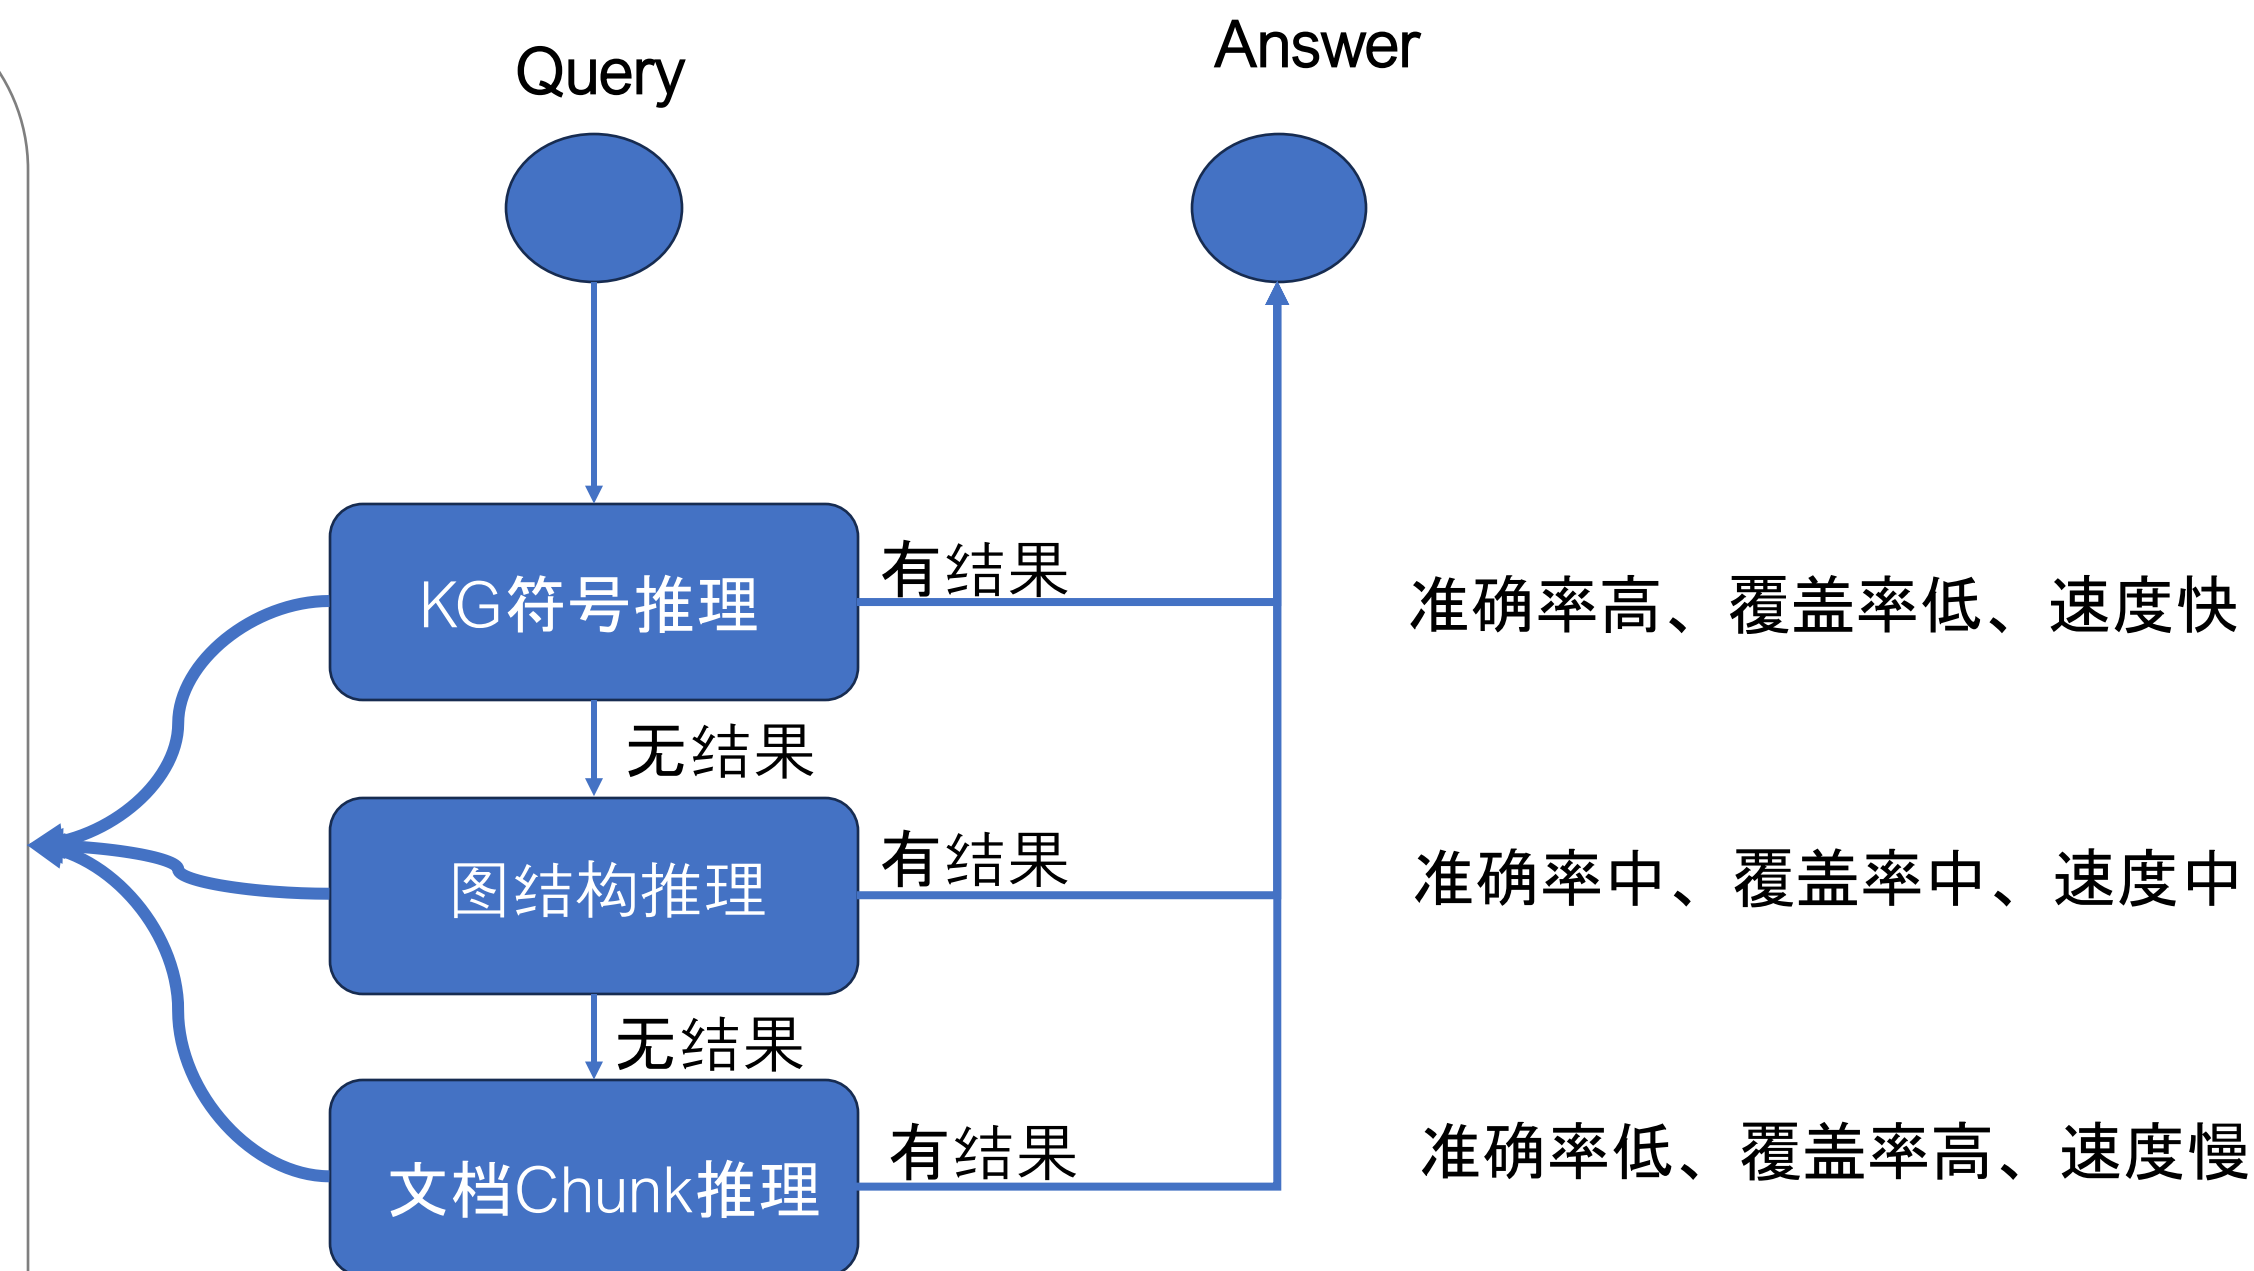 Query
Answer
KG符号推理
有结果
准确率高、覆盖率低、速度快
无结果
图结构推理
有结果
准确率中、覆盖率中、速度中
无结果
文档Chunk推理
有结果
准确率低、覆盖率高、速度慢